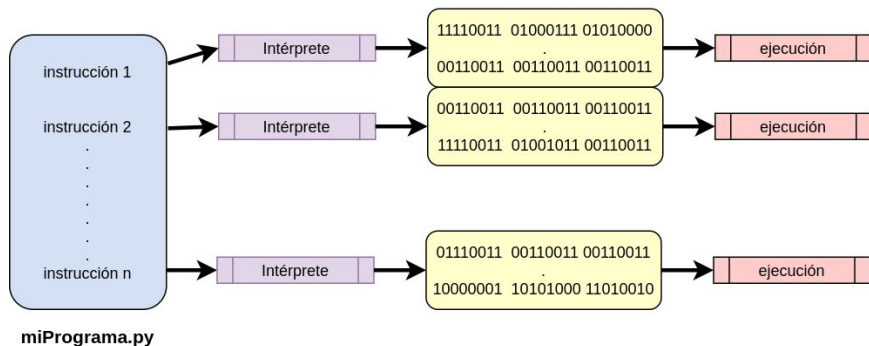 instrucción 1
Intérprete
11110011 01000111 01010000
.
00110011 00110011 00110011
ejecución
instrucción 2
Intérprete
00110011 00110011 00110011
.
11110011 01001011 00110011
ejecución
.
.
.
.
.
.
.
instrucción n
Intérprete
01110011 00110011 00110011
.
10000001 10101000 11010010
ejecución
miPrograma.py